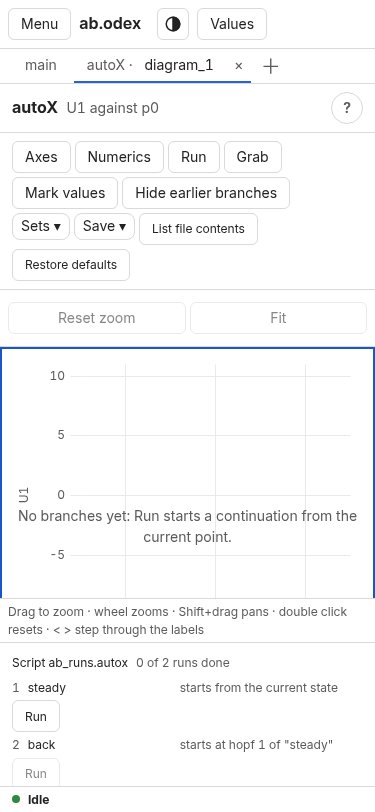 Menu ab.odex Values
main autoX · diagram_1 × +
autoX U1 against p0 ?
Axes Numerics Run Grab
Mark values Hide earlier branches
Sets ▾ Save ▾ List file contents
Restore defaults
Reset zoom Fit
10
5
0
U1
No branches yet: Run starts a continuation from the
current point.
-5
Drag to zoom · wheel zooms · Shift+drag pans · double click
resets · < > step through the labels
Script ab_runs.autox 0 of 2 runs done
1 steady starts from the current state
Run
2 back starts at hopf 1 of "steady"
Run
Idle